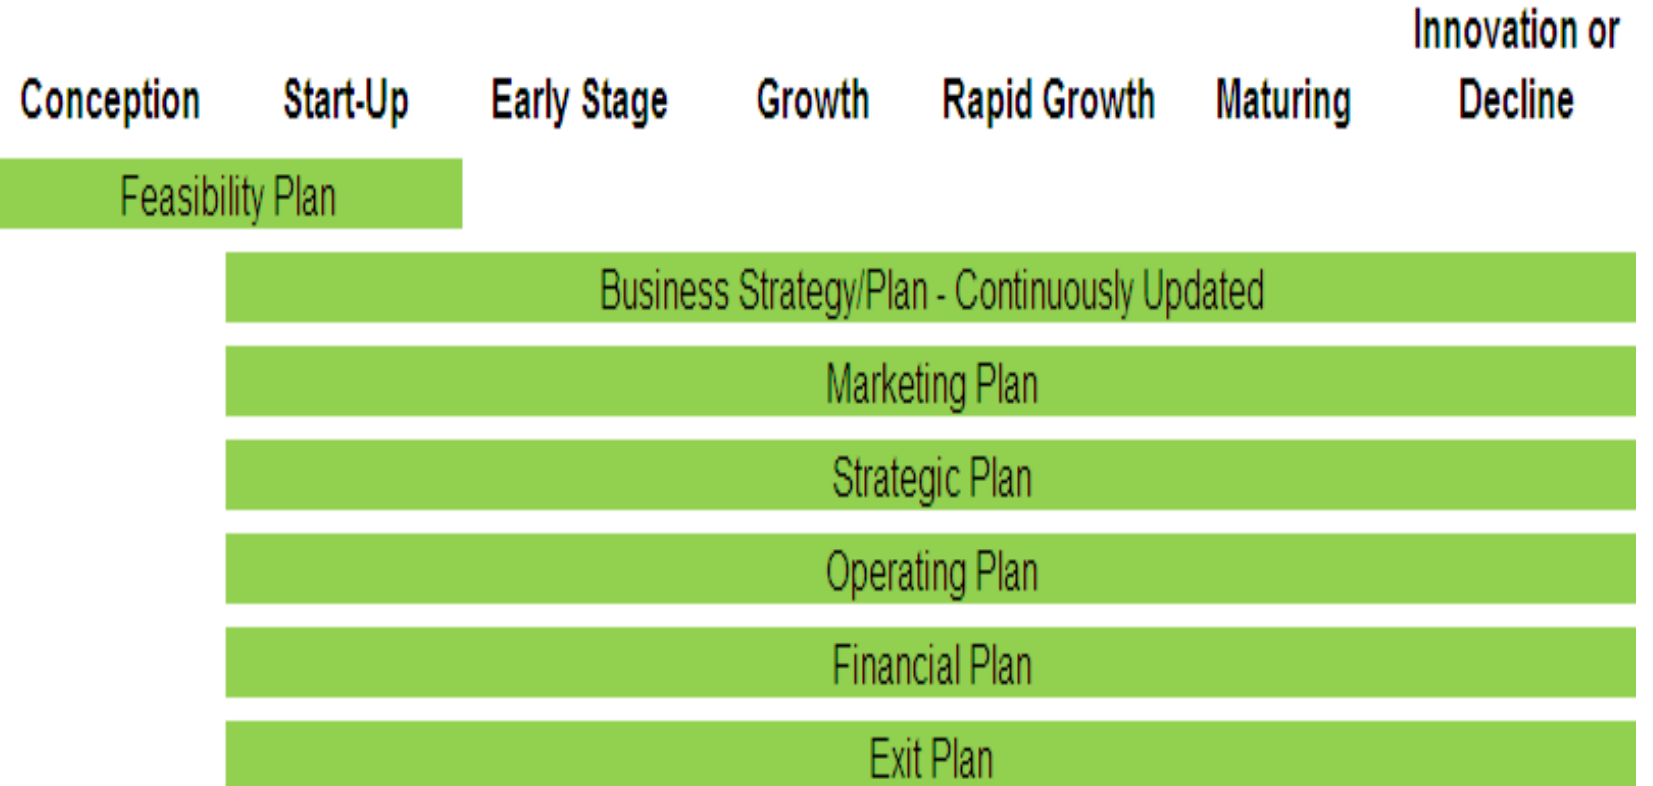 Conception Start-Up Early Stage Growth Rapid Growth Maturing Innovation or
Decline
Feasibility Plan
Business Strategy/Plan - Continuously Updated
Marketing Plan
Strategic Plan
Operating Plan
Financial Plan
Exit Plan